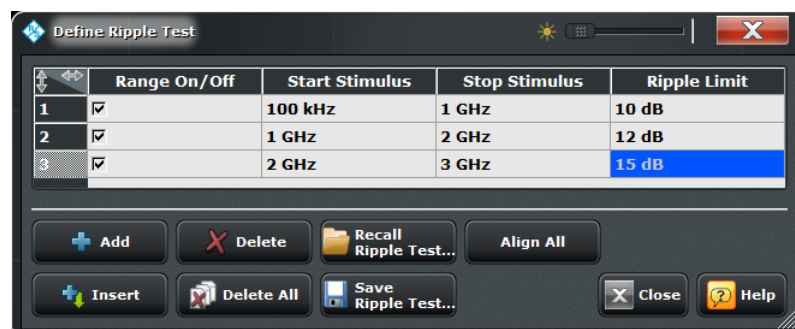 Define Ripple Test
Range On/Off Start Stimulus Stop Stimulus Ripple Limit
1 100 kHz 1 GHz 10 dB
2 1 GHz 2 GHz 12 dB
3 2 GHz 3 GHz 15 dB
Add Delete Recall Ripple Test... Align All
Insert Delete All Save Ripple Test... Close Help